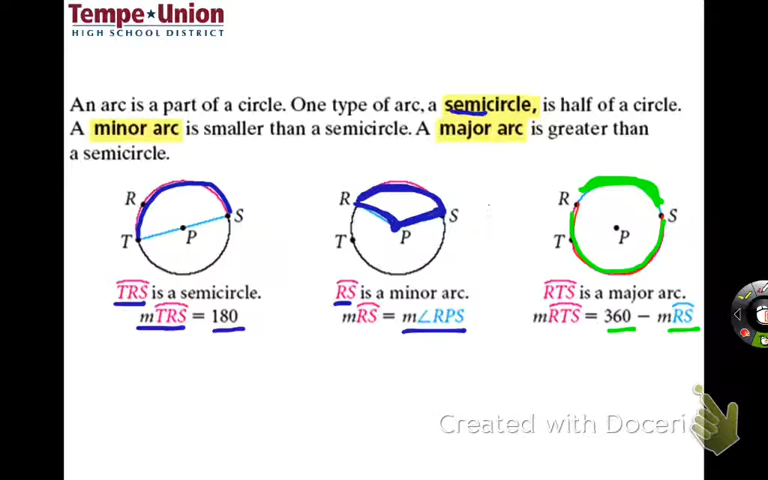 Tempe Union
HIGH SCHOOL DISTRICT
An arc is a part of a circle. One type of arc, a semicircle, is half of a circle.
A minor arc is smaller than a semicircle. A major arc is greater than
a semicircle.
R S T P
R S T P
R S T P
TRS is a semicircle.
mTRS = 180
RS is a minor arc.
mRS = m∠RPS
RTS is a major arc.
mRTS = 360 − mRS
Created with Doceri